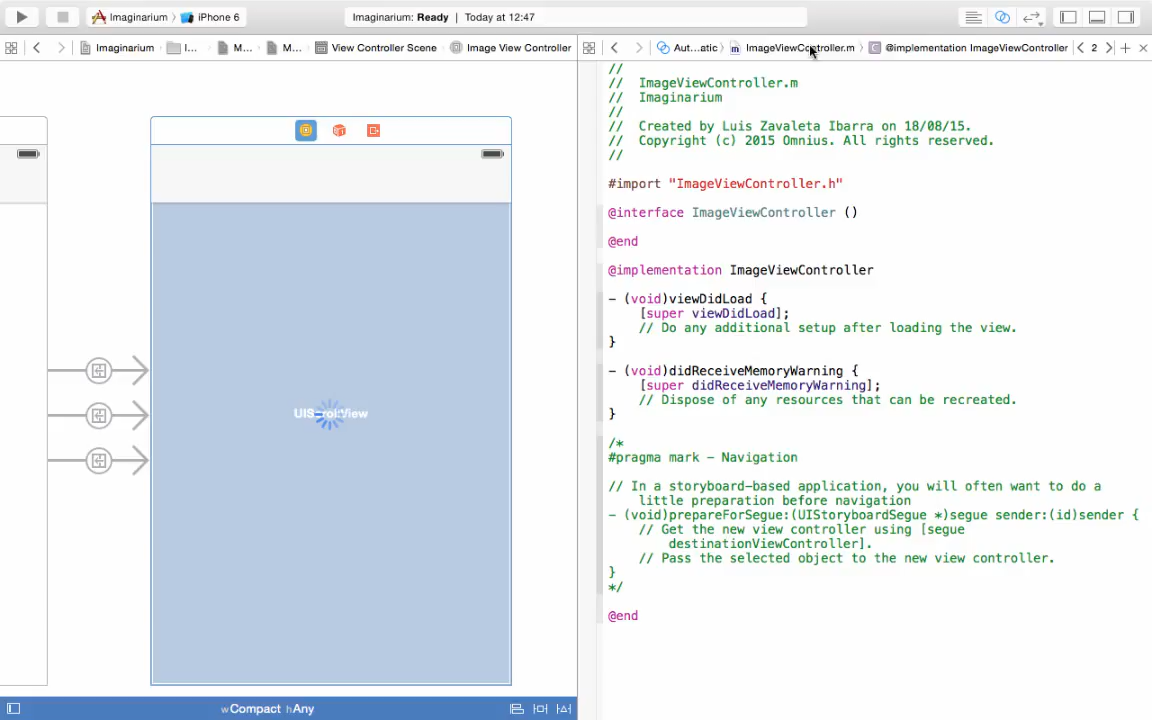 Imaginarium > iPhone 6
Imaginarium: Ready | Today at 12:47
Imaginarium > I... > M... > M... > View Controller Scene > Image View Controller
Aut...atic > ImageViewController.m > @implementation ImageViewController < 2 >
//
//  ImageViewController.m
//  Imaginarium
//
//  Created by Luis Zavaleta Ibarra on 18/08/15.
//  Copyright (c) 2015 Omnius. All rights reserved.
//
#import "ImageViewController.h"
@interface ImageViewController ()
@end
@implementation ImageViewController
- (void)viewDidLoad {
[super viewDidLoad];
// Do any additional setup after loading the view.
}
- (void)didReceiveMemoryWarning {
[super didReceiveMemoryWarning];
// Dispose of any resources that can be recreated.
}
/*
#pragma mark - Navigation
// In a storyboard-based application, you will often want to do a
little preparation before navigation
- (void)prepareForSegue:(UIStoryboardSegue *)segue sender:(id)sender {
// Get the new view controller using [segue
destinationViewController].
// Pass the selected object to the new view controller.
}
*/
@end
UIScrollView
wCompact hAny